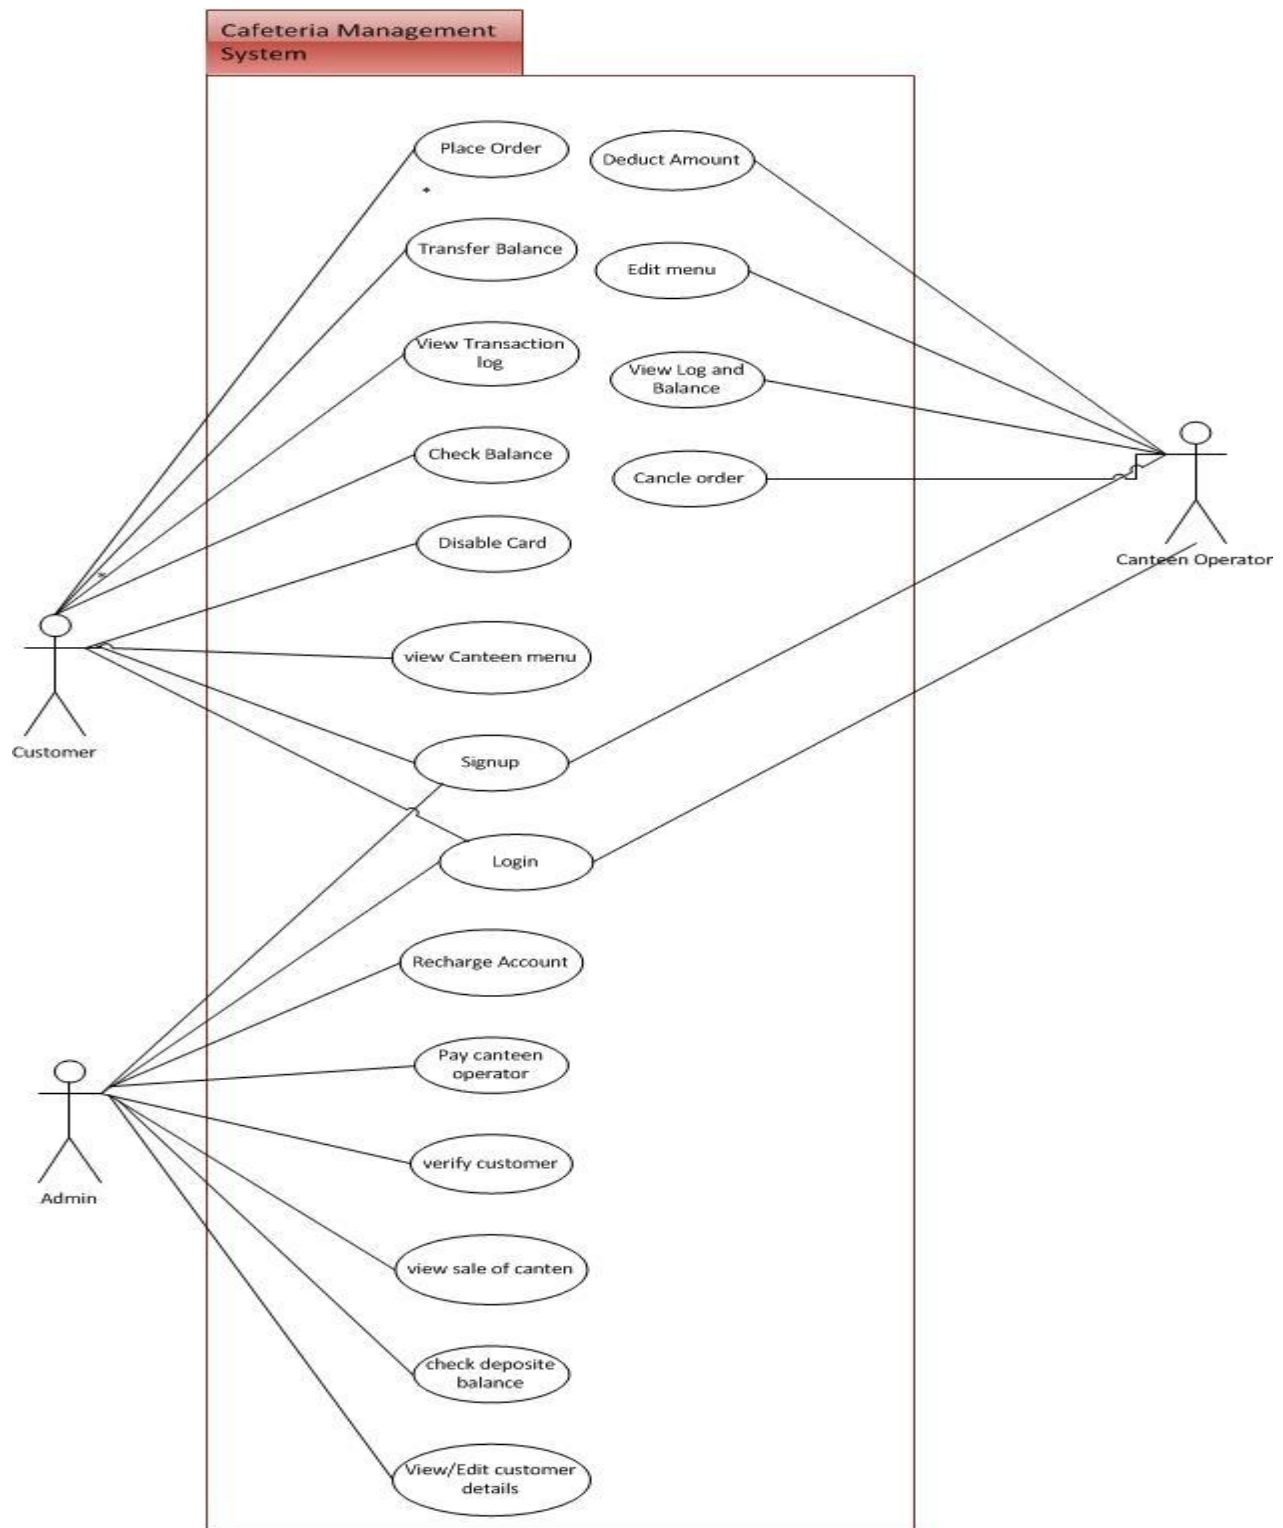 Cafeteria Management
System
Place Order
Deduct Amount
*
Transfer Balance
Edit menu
View Transaction
log
View Log and
Balance
Check Balance
Cancle order
Disable Card
Canteen Operator
*
view Canteen menu
Customer
Signup
Login
Recharge Account
Pay canteen
operator
verify customer
Admin
view sale of canten
check deposite
balance
View/Edit customer
details